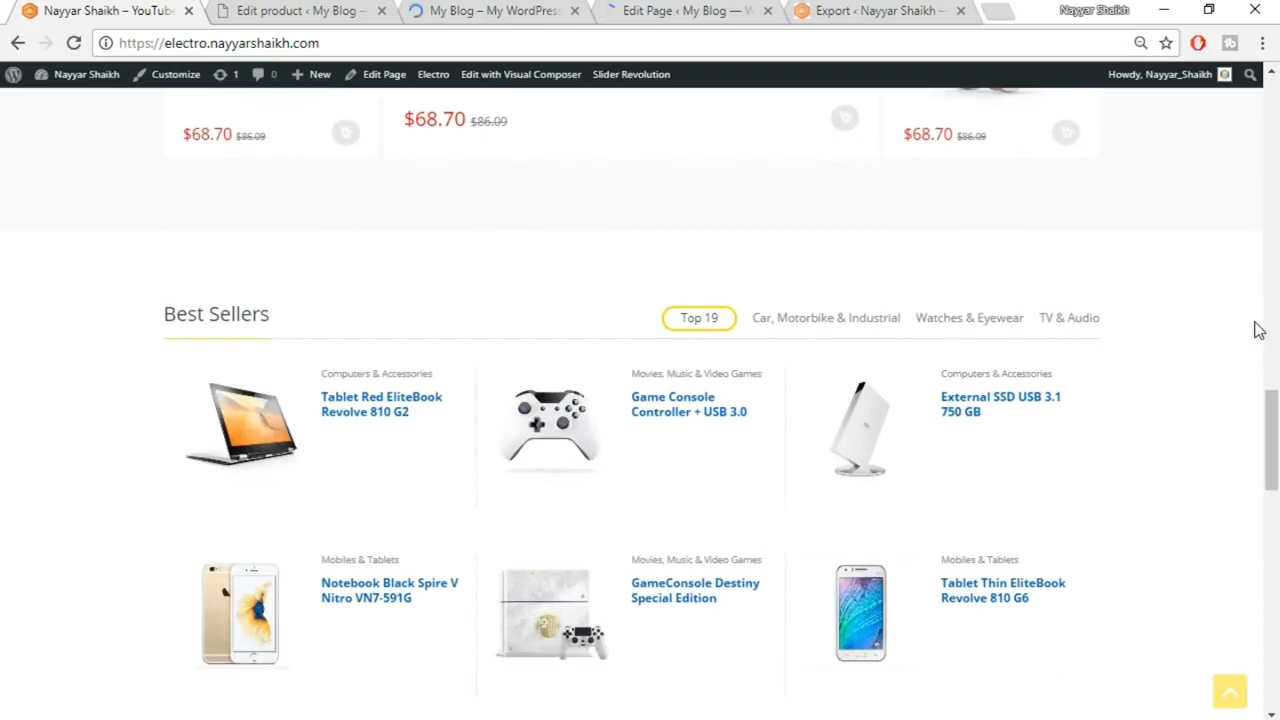 Nayyar Shaikh – YouTube
Edit product ‹ My Blog –
My Blog – My WordPress
Edit Page ‹ My Blog — W
Export ‹ Nayyar Shaikh –
Nayyar Shaikh
https://electro.nayyarshaikh.com
Nayyar Shaikh Customize 1 0 New Edit Page Electro Edit with Visual Composer Slider Revolution Howdy, Nayyar_Shaikh
$68.70 $86.09
$68.70 $86.09
$68.70 $86.09
Best Sellers
Top 19 Car, Motorbike & Industrial Watches & Eyewear TV & Audio
Computers & Accessories
Tablet Red EliteBook
Revolve 810 G2
Movies, Music & Video Games
Game Console
Controller + USB 3.0
Computers & Accessories
External SSD USB 3.1
750 GB
Mobiles & Tablets
Notebook Black Spire V
Nitro VN7-591G
Movies, Music & Video Games
GameConsole Destiny
Special Edition
Mobiles & Tablets
Tablet Thin EliteBook
Revolve 810 G6